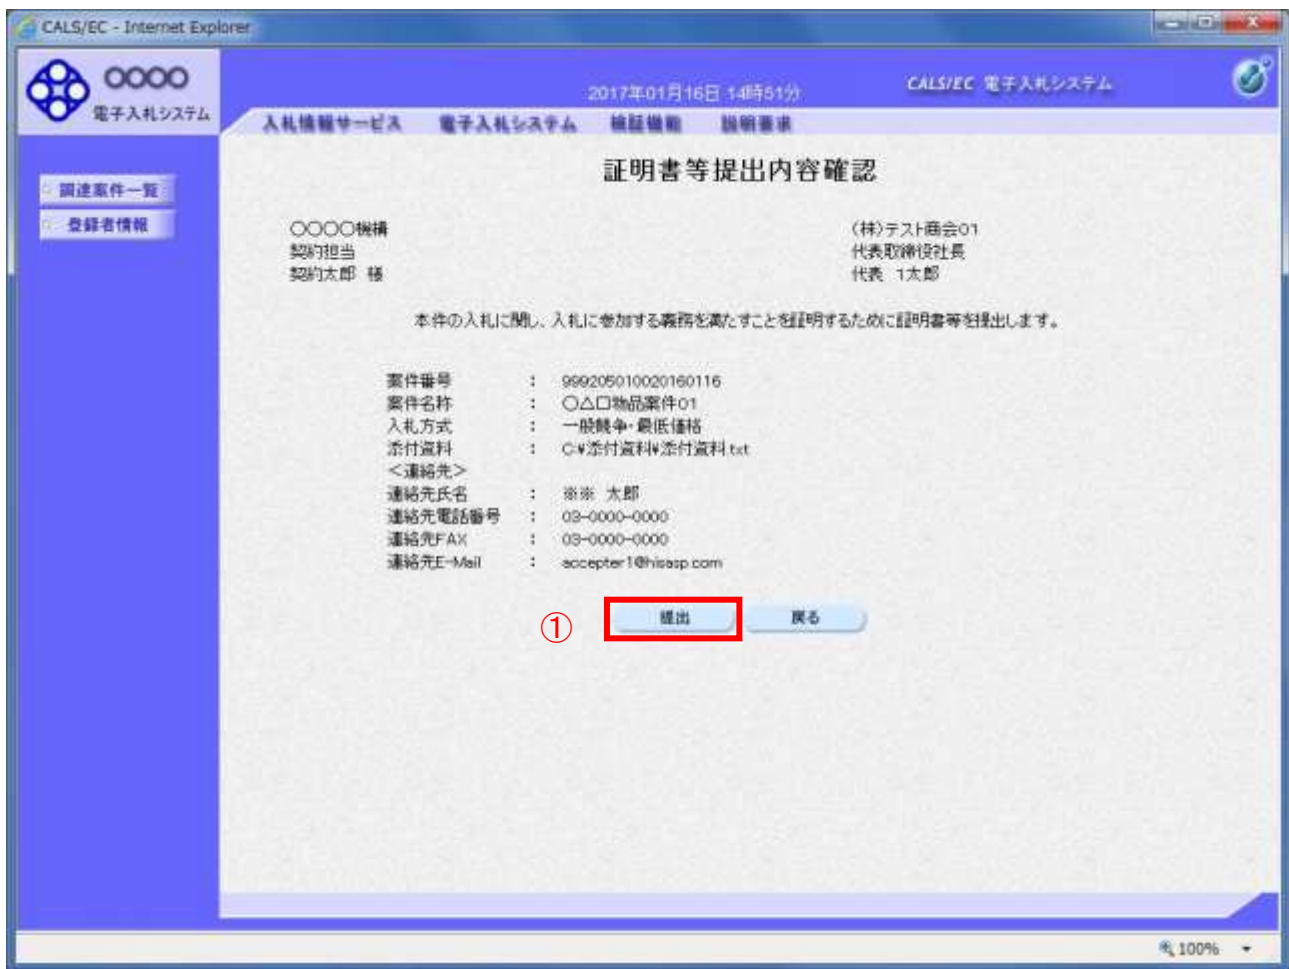 CALS/EC - Internet Explorer
○○○○
電子入札システム
2017年01月16日 14時51分
CALS/EC 電子入札システム
入札情報サービス 電子入札システム 検証機能 説明要求
調達案件一覧
登録者情報
証明書等提出内容確認
○○○○機構
契約担当
契約太郎 様
(株)テスト商会01
代表取締役社長
代表 1太郎
本件の入札に関し、入札に参加する義務を満たすことを証明するために証明書等を提出します。
案件番号 : 999205010020160116
案件名称 : ○△□物品案件01
入札方式 : 一般競争・最低価格
添付資料 : C:¥添付資料¥添付資料.txt
<連絡先>
連絡先氏名 : ※※ 太郎
連絡先電話番号 : 03-0000-0000
連絡先FAX : 03-0000-0000
連絡先E-Mail : accepter1@hisasp.com
① 提出 戻る
100%